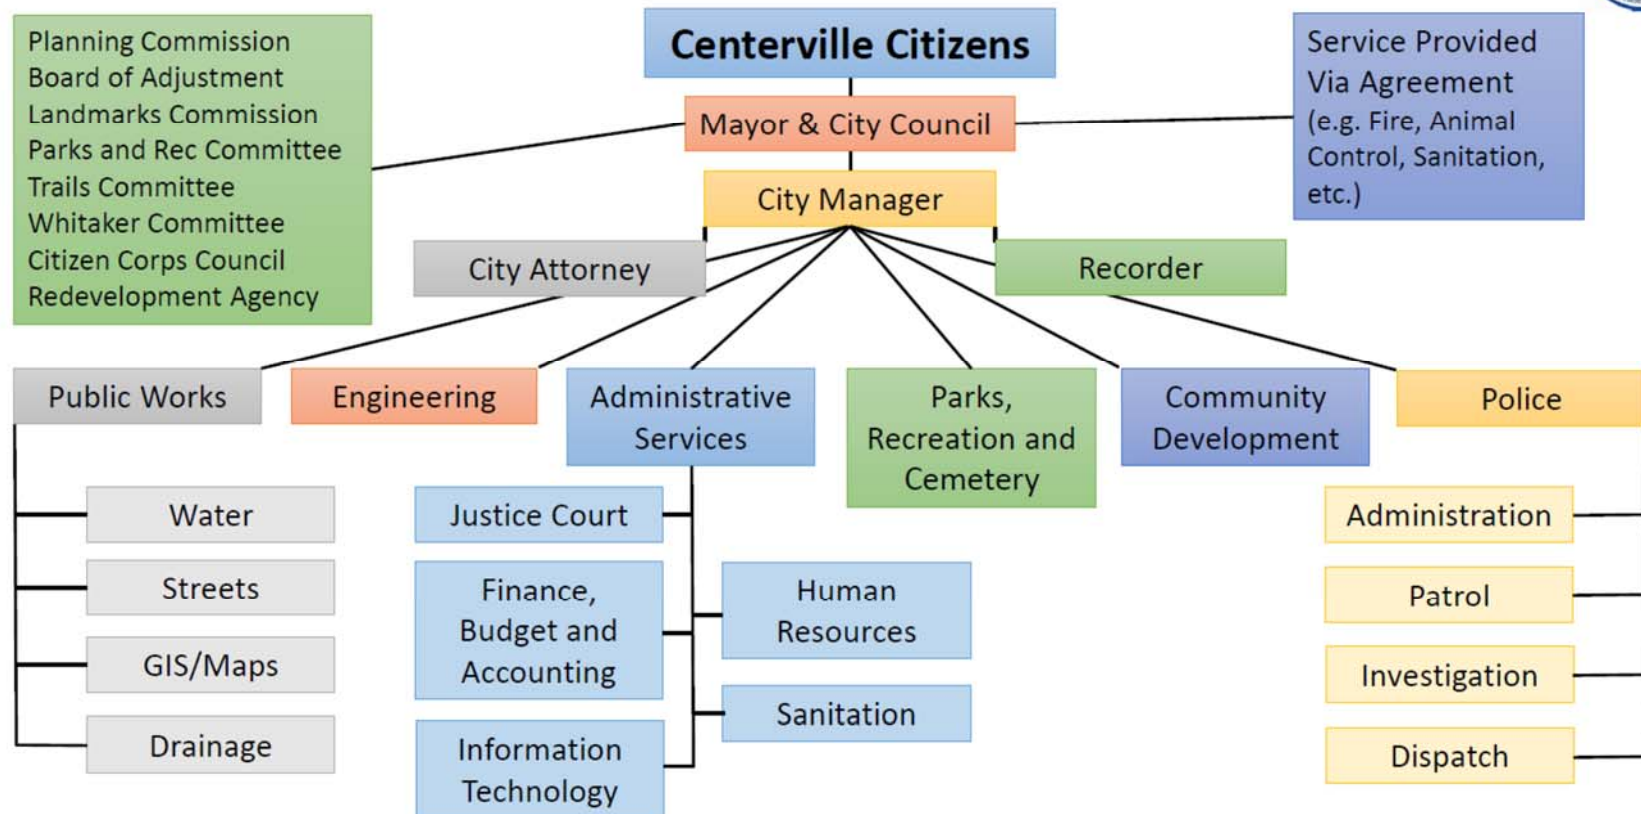 Planning Commission
Board of Adjustment
Landmarks Commission
Parks and Rec Committee
Trails Committee
Whitaker Committee
Citizen Corps Council
Redevelopment Agency
Centerville Citizens
Mayor & City Council
City Manager
Service Provided
Via Agreement
(e.g. Fire, Animal
Control, Sanitation,
etc.)
City Attorney
Recorder
Public Works
Engineering
Administrative
Services
Parks,
Recreation and
Cemetery
Community
Development
Police
Water
Streets
GIS/Maps
Drainage
Justice Court
Finance,
Budget and
Accounting
Information
Technology
Human
Resources
Sanitation
Administration
Patrol
Investigation
Dispatch